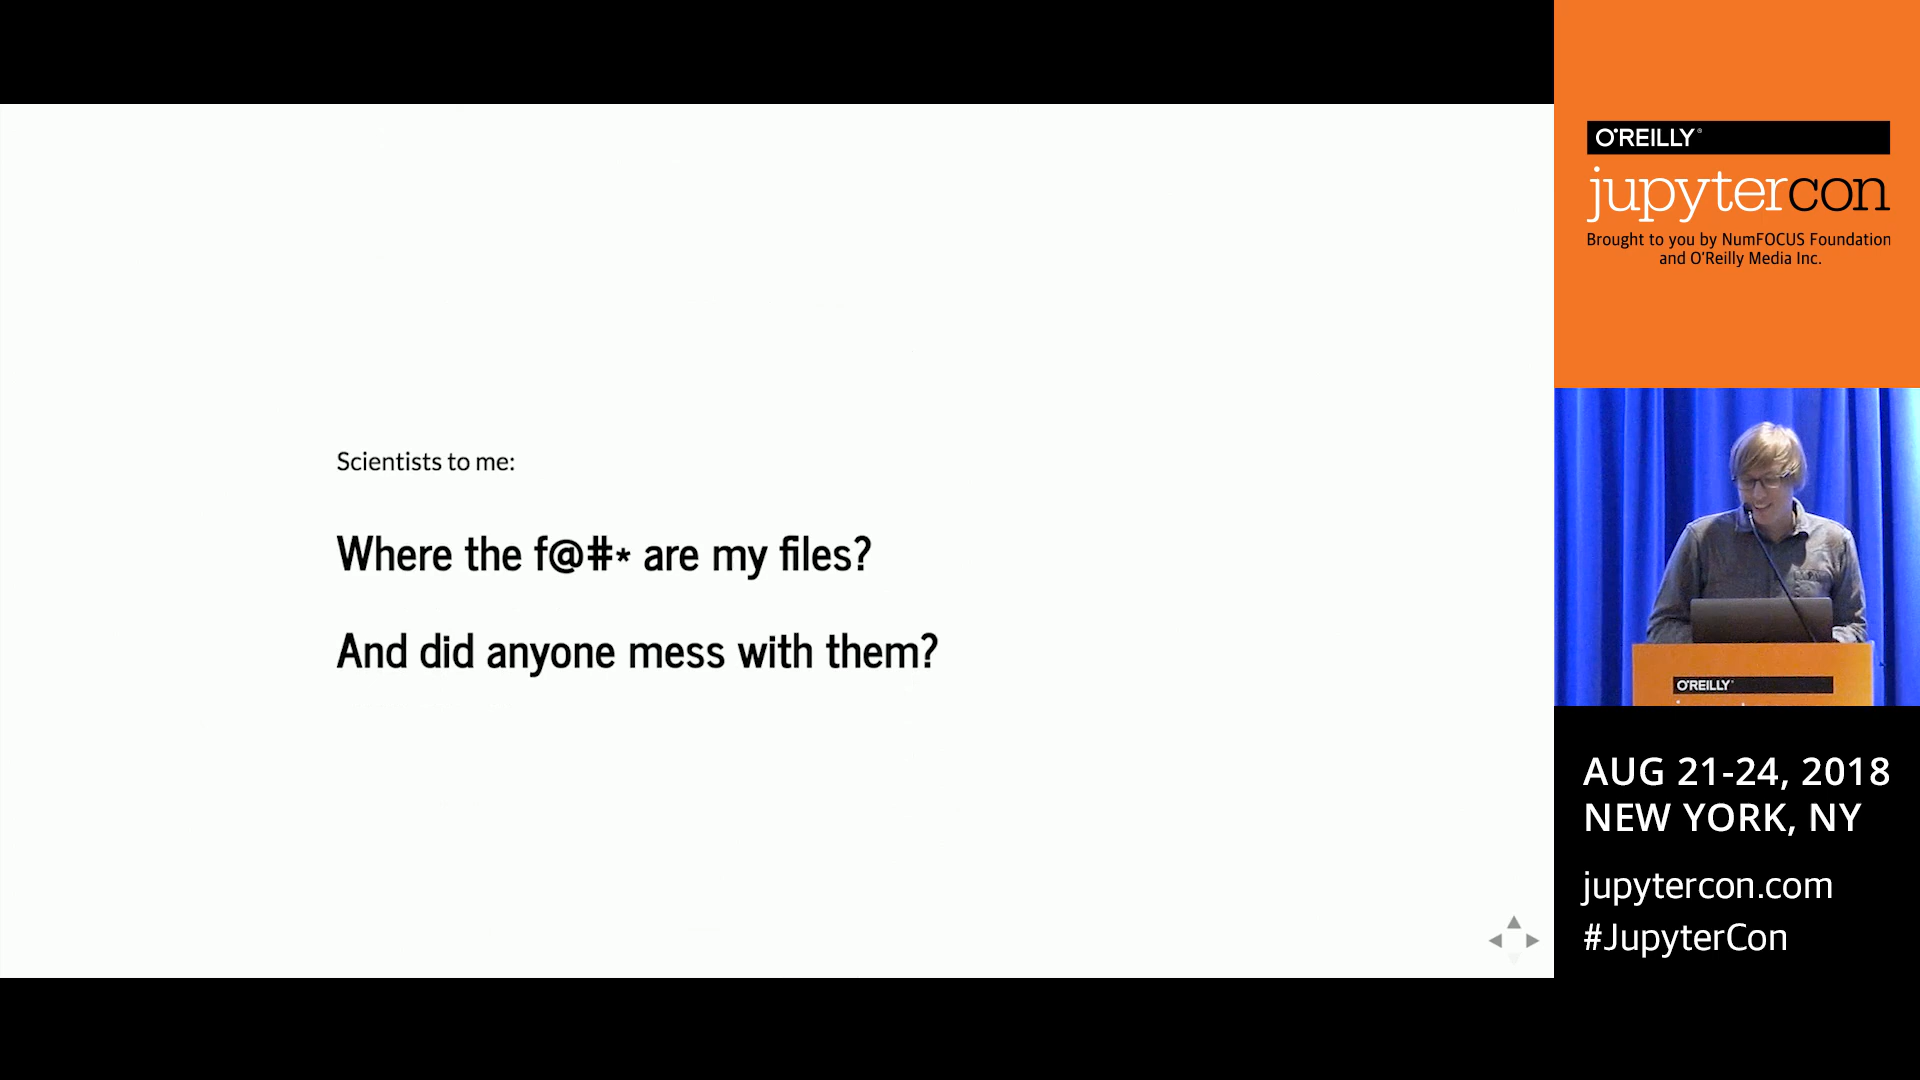 Scientists to me:
Where the f@#* are my files?
And did anyone mess with them?
O'REILLY®
jupytercon
Brought to you by NumFOCUS Foundation
and O'Reilly Media Inc.
O'REILLY
AUG 21-24, 2018
NEW YORK, NY
jupytercon.com
#JupyterCon